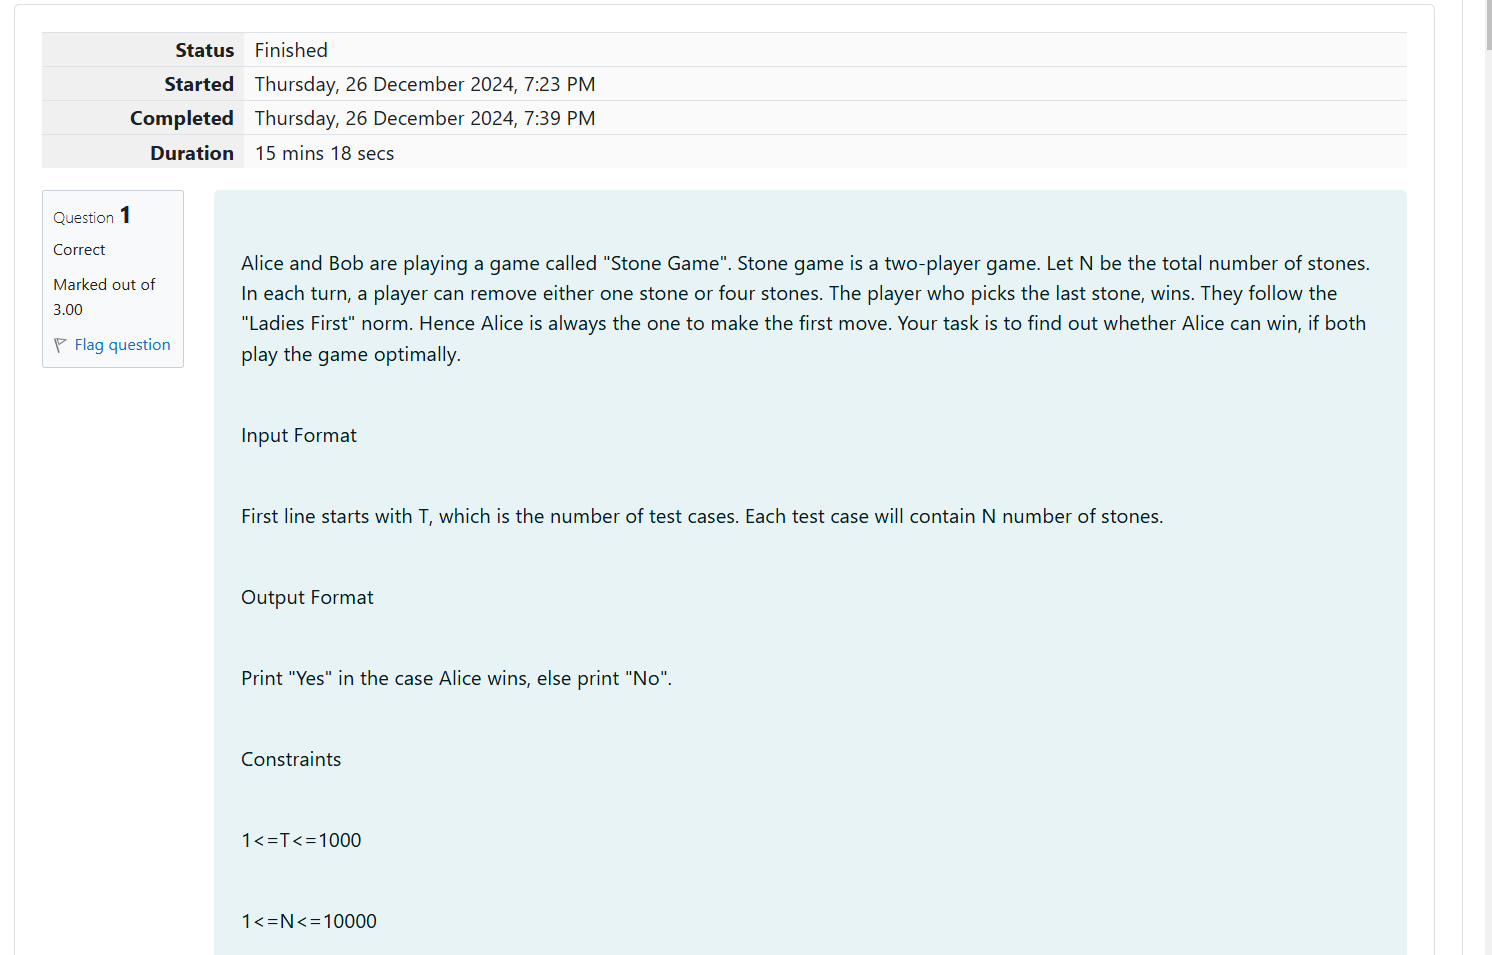 Status Finished
Started Thursday, 26 December 2024, 7:23 PM
Completed Thursday, 26 December 2024, 7:39 PM
Duration 15 mins 18 secs
Question 1
Correct
Marked out of
3.00
Flag question
Alice and Bob are playing a game called "Stone Game". Stone game is a two-player game. Let N be the total number of stones.
In each turn, a player can remove either one stone or four stones. The player who picks the last stone, wins. They follow the
"Ladies First" norm. Hence Alice is always the one to make the first move. Your task is to find out whether Alice can win, if both
play the game optimally.
Input Format
First line starts with T, which is the number of test cases. Each test case will contain N number of stones.
Output Format
Print "Yes" in the case Alice wins, else print "No".
Constraints
1<=T<=1000
1<=N<=10000